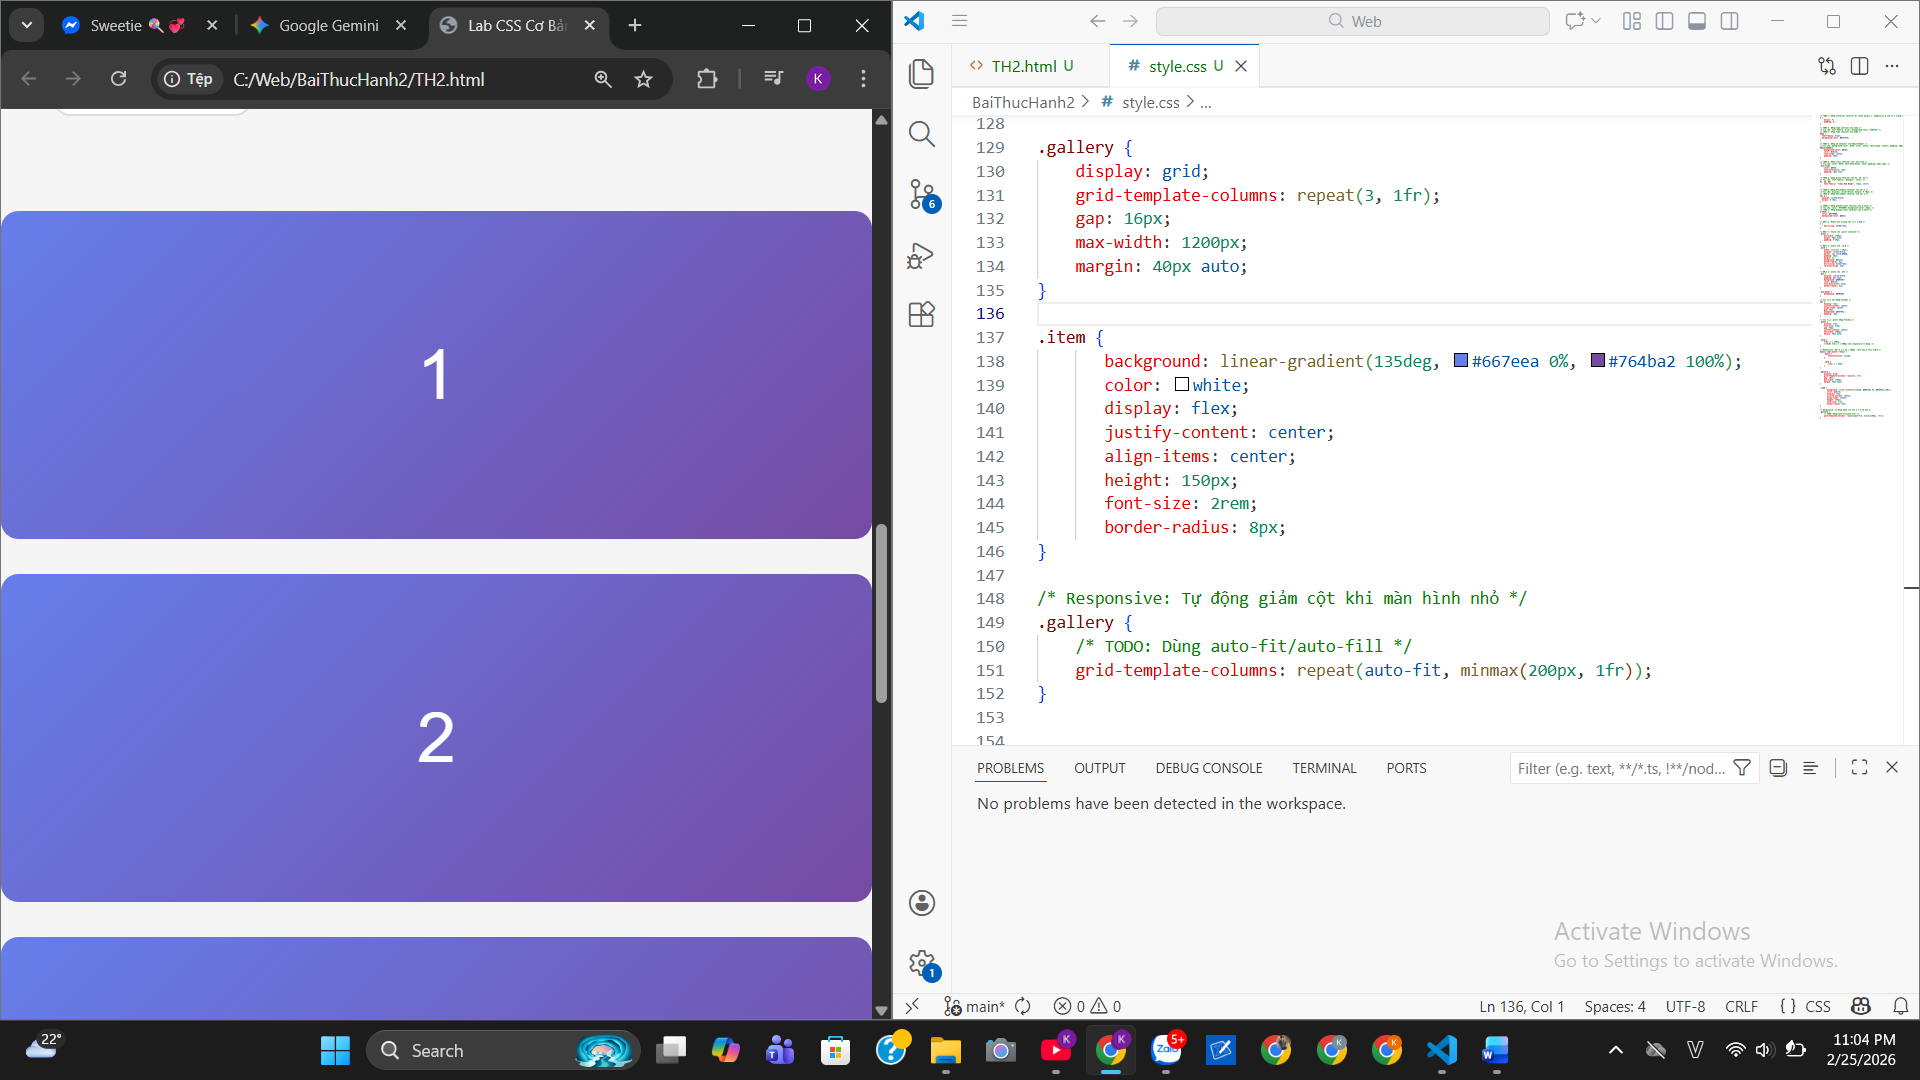 Sweetie 🍭 💞
Google Gemini
Lab CSS Cơ Bả
Tệp
C:/Web/BaiThucHanh2/TH2.html
K
1
2
Web
TH2.html U
# style.css U
BaiThucHanh2 > # style.css > ...
6
128
129 .gallery {
130 display: grid;
131 grid-template-columns: repeat(3, 1fr);
132 gap: 16px;
133 max-width: 1200px;
134 margin: 40px auto;
135 }
136
137 .item {
138 background: linear-gradient(135deg, #667eea 0%, #764ba2 100%);
139 color: white;
140 display: flex;
141 justify-content: center;
142 align-items: center;
143 height: 150px;
144 font-size: 2rem;
145 border-radius: 8px;
146 }
147
148 /* Responsive: Tự động giảm cột khi màn hình nhỏ */
149 .gallery {
150 /* TODO: Dùng auto-fit/auto-fill */
151 grid-template-columns: repeat(auto-fit, minmax(200px, 1fr));
152 }
153
154
PROBLEMS OUTPUT DEBUG CONSOLE TERMINAL PORTS
Filter (e.g. text, **/*.ts, !**/nod...
No problems have been detected in the workspace.
1
Activate Windows
Go to Settings to activate Windows.
main* 0 0
Ln 136, Col 1 Spaces: 4 UTF-8 CRLF { } CSS
22°
Search
K
K
Zalo
5+
K
K
W
V
11:04 PM
2/25/2026